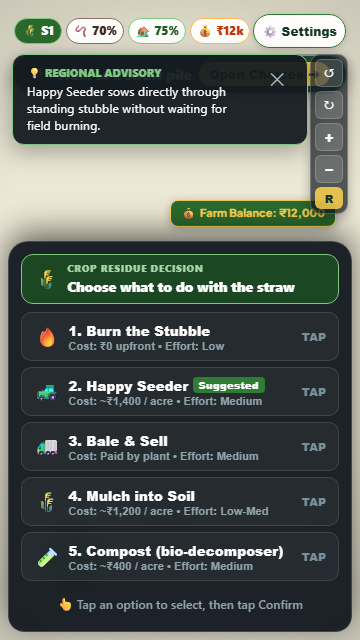 S1
70%
75%
₹12k
Settings
REGIONAL ADVISORY
Happy Seeder sows directly through
standing stubble without waiting for
field burning.
R
Farm Balance: ₹12,000
CROP RESIDUE DECISION
Choose what to do with the straw
1. Burn the Stubble
Cost: ₹0 upfront • Effort: Low
TAP
2. Happy Seeder Suggested
Cost: ~₹1,400 / acre • Effort: Medium
TAP
3. Bale & Sell
Cost: Paid by plant • Effort: Medium
TAP
4. Mulch into Soil
Cost: ~₹1,200 / acre • Effort: Low-Med
TAP
5. Compost (bio-decomposer)
Cost: ~₹400 / acre • Effort: Medium
TAP
Tap an option to select, then tap Confirm